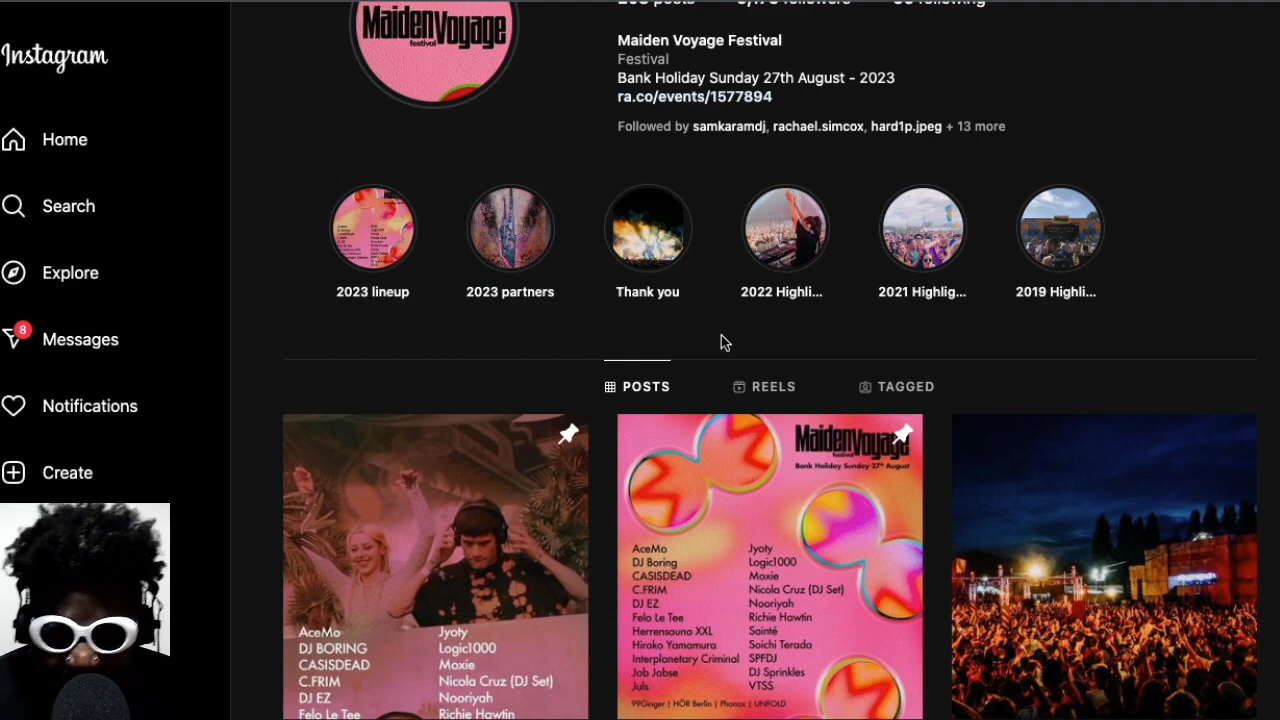 Instagram
Home
Search
Explore
8
Messages
Notifications
Create
MaidenVoyage
festival
Maiden Voyage Festival
Festival
Bank Holiday Sunday 27th August - 2023
ra.co/events/1577894
Followed by samkaramdj, rachael.simcox, hard1p.jpeg + 13 more
2023 lineup
2023 partners
Thank you
2022 Highli...
2021 Highlig...
2019 Highli...
POSTS
REELS
TAGGED
AceMo
DJ BORING
CASISDEAD
C.FRIM
DJ EZ
Felo Le Tee
Jyoty
Logic1000
Moxie
Nicola Cruz (DJ Set)
Nooriyah
Richie Hawtin
MaidenVoyage
festival
Bank Holiday Sunday 27th August
AceMo
DJ Boring
CASISDEAD
C.FRIM
DJ EZ
Felo Le Tee
Herrensauna XXL
Hiroko Yamamura
Interplanetary Criminal
Job Jobse
Juls
Jyoty
Logic1000
Moxie
Nicola Cruz (DJ Set)
Nooriyah
Richie Hawtin
Sainté
Soichi Terada
SPFDJ
DJ Sprinkles
VTSS
99Ginger | HÖR Berlin | Phonox | UNFOLD